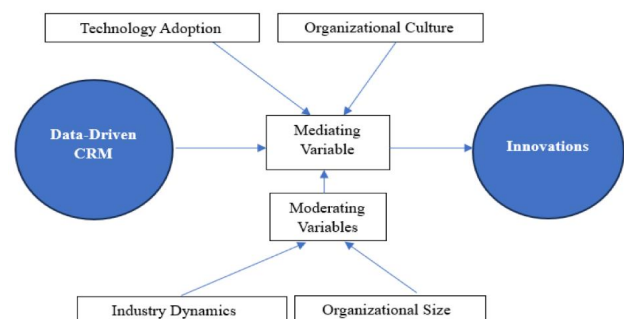 Technology Adoption
Organizational Culture
Data-Driven
CRM
Mediating
Variable
Innovations
Moderating
Variables
Industry Dynamics
Organizational Size